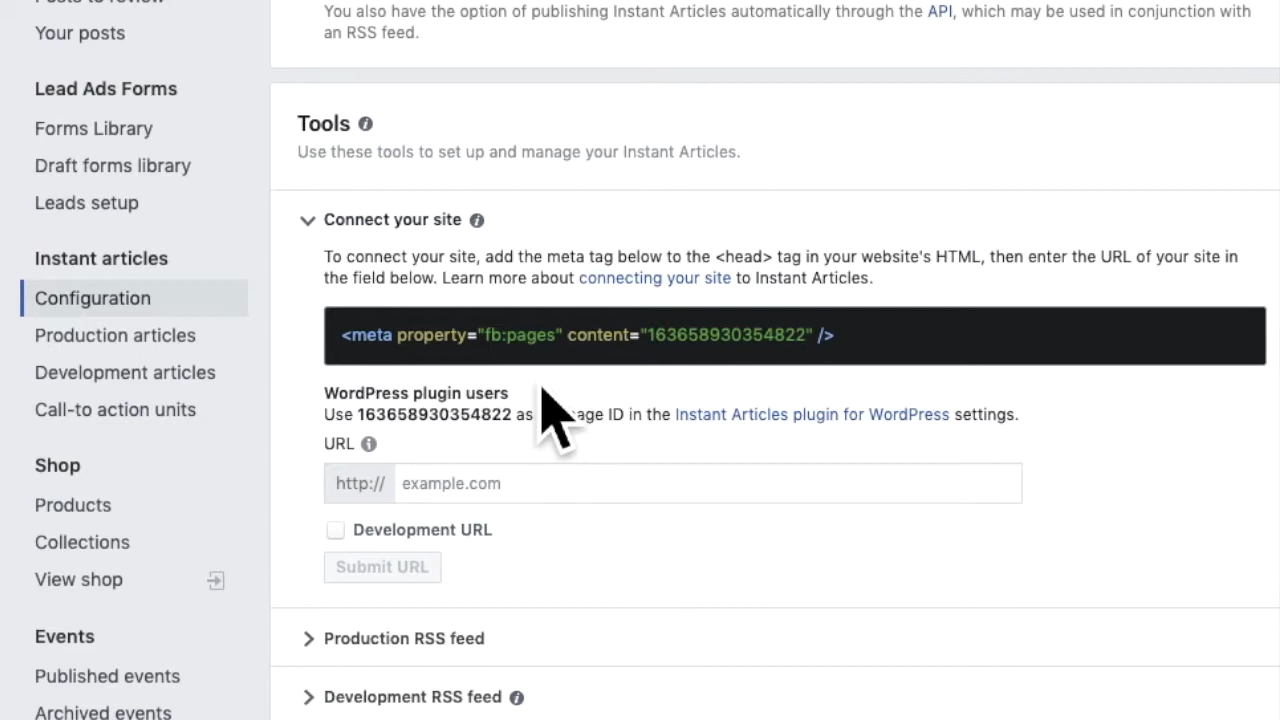 Posts to review
Your posts
Lead Ads Forms
Forms Library
Draft forms library
Leads setup
Instant articles
Configuration
Production articles
Development articles
Call-to action units
Shop
Products
Collections
View shop
Events
Published events
Archived events
You also have the option of publishing Instant Articles automatically through the API, which may be used in conjunction with
an RSS feed.
Tools
Use these tools to set up and manage your Instant Articles.
Connect your site
To connect your site, add the meta tag below to the <head> tag in your website's HTML, then enter the URL of your site in
the field below. Learn more about connecting your site to Instant Articles.
<meta property="fb:pages" content="163658930354822" />
WordPress plugin users
Use 163658930354822 as age ID in the Instant Articles plugin for WordPress settings.
URL
http:// example.com
Development URL
Submit URL
Production RSS feed
Development RSS feed